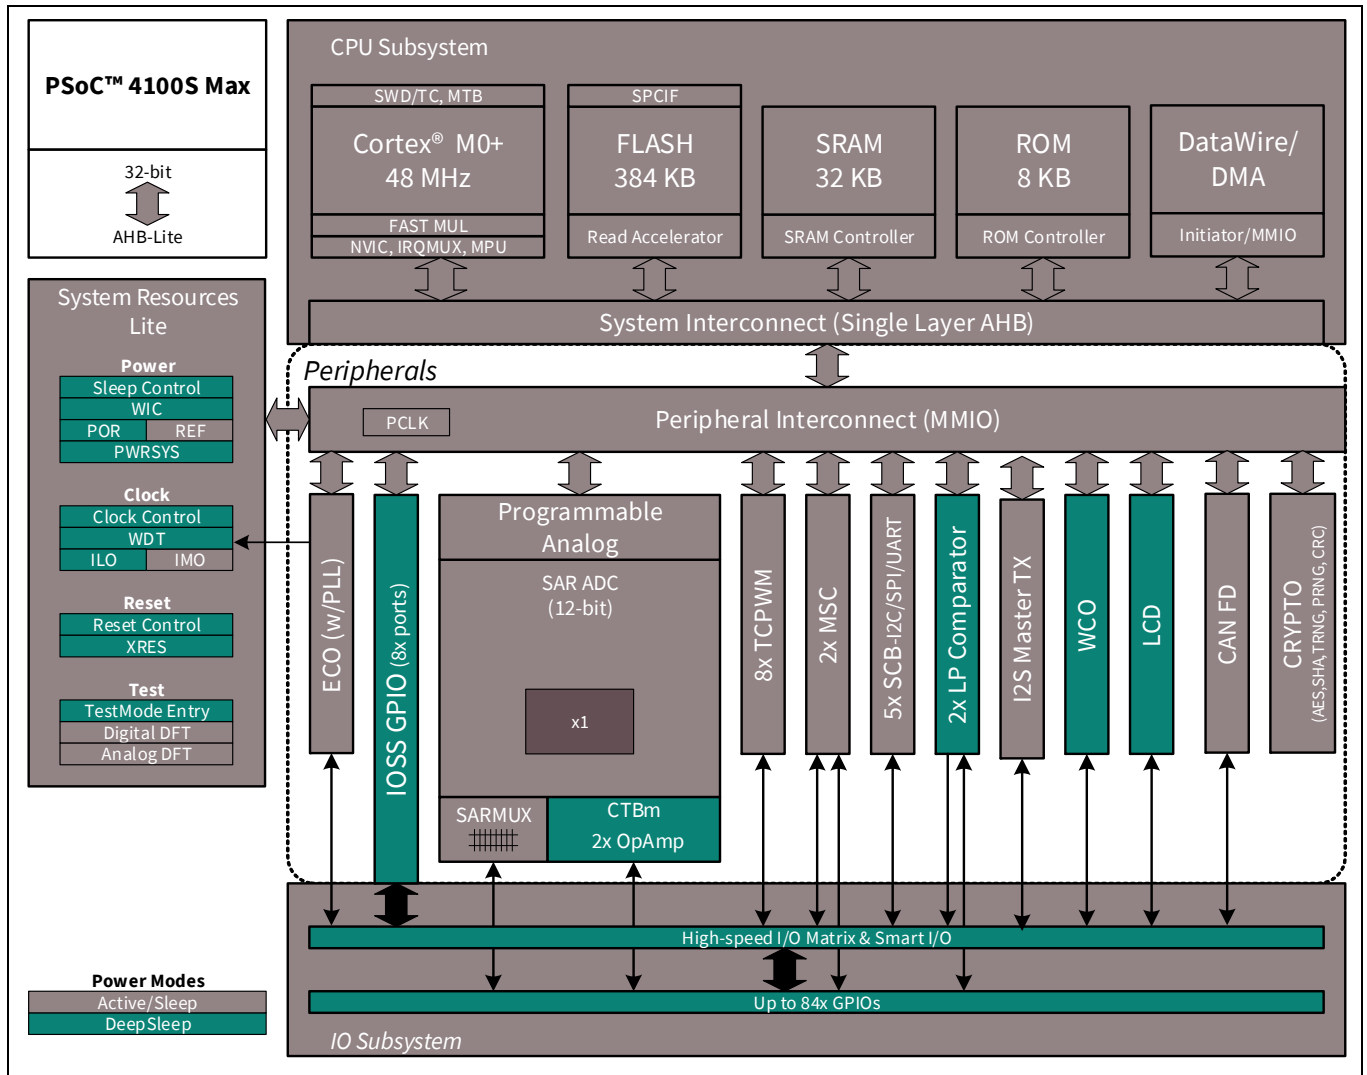 PSoC™ 4100S Max
32-bit
AHB-Lite
CPU Subsystem
SWD/TC, MTB
Cortex® M0+
48 MHz
FAST MUL
NVIC, IRQMUX, MPU
SPCIF
FLASH
384 KB
Read Accelerator
SRAM
32 KB
SRAM Controller
ROM
8 KB
ROM Controller
DataWire/
DMA
Initiator/MMIO
System Interconnect (Single Layer AHB)
System Resources
Lite
Power
Sleep Control
WIC
POR
REF
PWRSYS
Clock
Clock Control
WDT
ILO
IMO
Reset
Reset Control
XRES
Test
TestMode Entry
Digital DFT
Analog DFT
Peripherals
PCLK
Peripheral Interconnect (MMIO)
ECO (w/PLL)
IOSS GPIO (8x ports)
Programmable
Analog
SAR ADC
(12-bit)
x1
SARMUX
CTBm
2x OpAmp
8x TCPWM
2x MSC
5x SCB-I2C/SPI/UART
2x LP Comparator
I2S Master TX
WCO
LCD
CAN FD
CRYPTO
(AES,SHA,TRNG, PRNG, CRC)
High-speed I/O Matrix & Smart I/O
Up to 84x GPIOs
IO Subsystem
Power Modes
Active/Sleep
DeepSleep